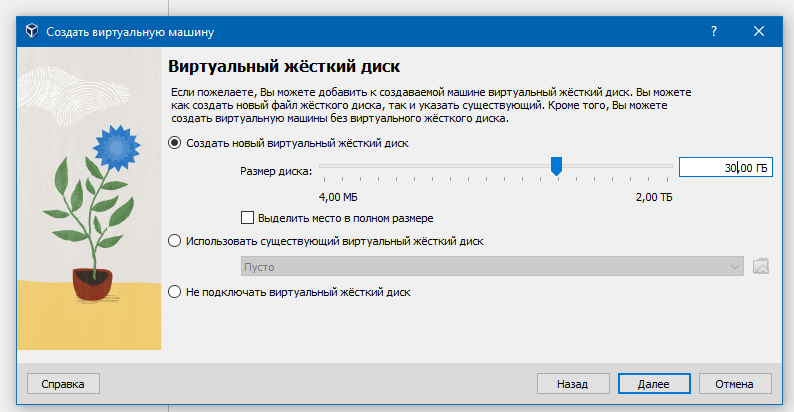 Создать виртуальную машину
Виртуальный жёсткий диск
Если пожелаете, Вы можете добавить к создаваемой машине виртуальный жёсткий диск. Вы можете
как создать новый файл жёсткого диска, так и указать существующий. Кроме того, Вы можете
создать виртуальную машины без виртуального жёсткого диска.
Создать новый виртуальный жёсткий диск
Размер диска:
30,00 ГБ
4,00 МБ
2,00 ТБ
Выделить место в полном размере
Использовать существующий виртуальный жёсткий диск
Пусто
Не подключать виртуальный жёсткий диск
Справка
Назад
Далее
Отмена